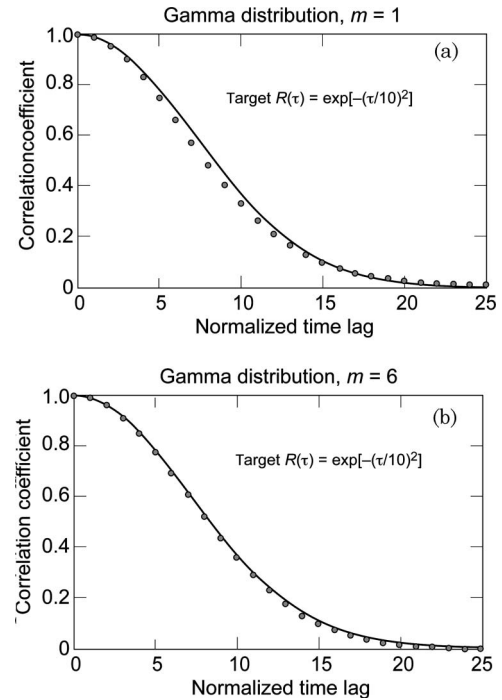 Gamma distribution, m = 1
(a)
Target R(τ) = exp[–(τ/10)²]
Correlationcoefficient
1.0
0.8
0.6
0.4
0.2
0
0 5 10 15 20 25
Normalized time lag
Gamma distribution, m = 6
(b)
Target R(τ) = exp[–(τ/10)²]
Correlation coefficient
1.0
0.8
0.6
0.4
0.2
0
0 5 10 15 20 25
Normalized time lag